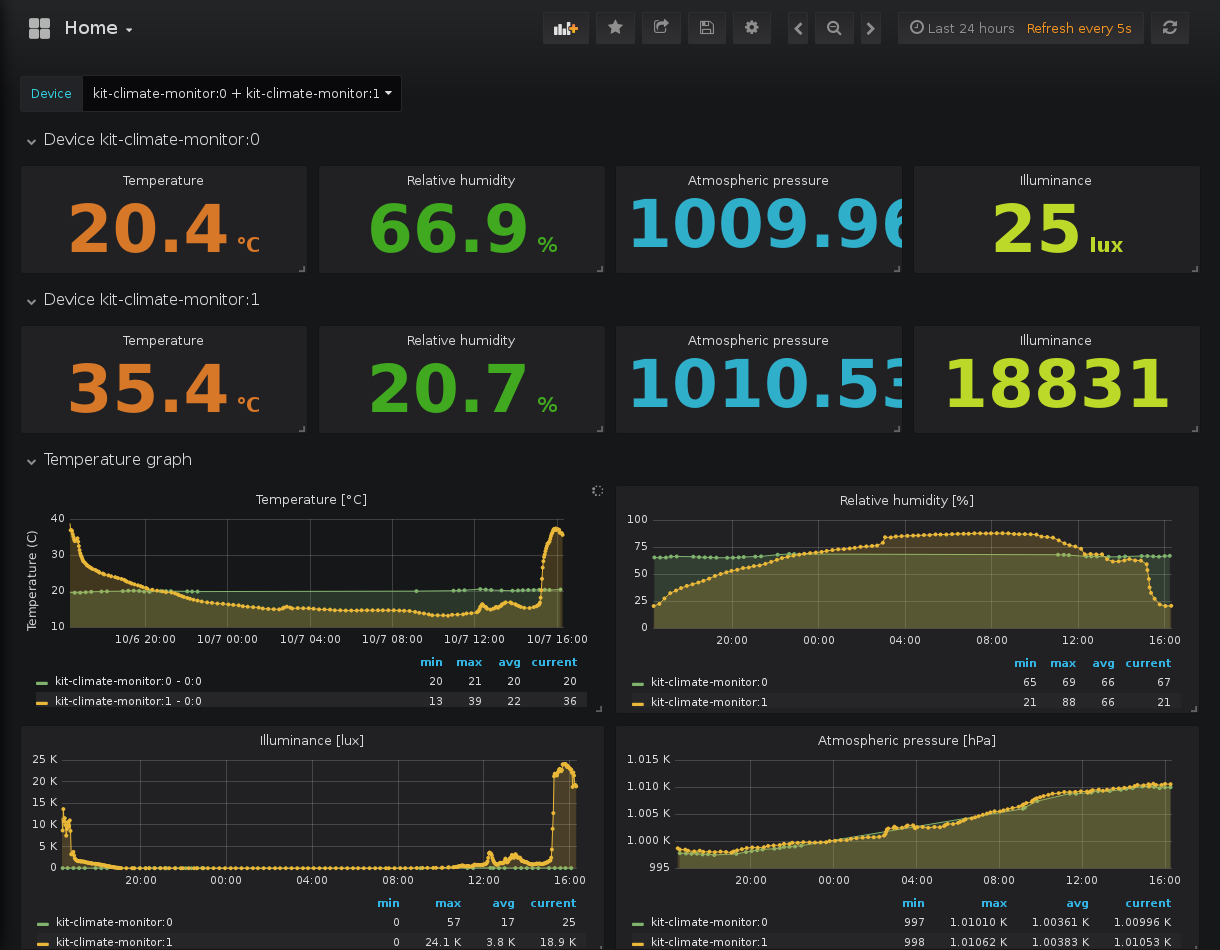 Home
Last 24 hours Refresh every 5s
Device kit-climate-monitor:0 + kit-climate-monitor:1
Device kit-climate-monitor:0
Temperature Relative humidity Atmospheric pressure Illuminance
20.4 °C 66.9 % 1009.96 25 lux
Device kit-climate-monitor:1
Temperature Relative humidity Atmospheric pressure Illuminance
35.4 °C 20.7 % 1010.53 18831
Temperature graph
Temperature [°C]
Temperature (C)
40
30
20
10
10/6 20:00 10/7 00:00 10/7 04:00 10/7 08:00 10/7 12:00 10/7 16:00
min max avg current
kit-climate-monitor:0 - 0:0 20 21 20 20
kit-climate-monitor:1 - 0:0 13 39 22 36
Relative humidity [%]
100
75
50
25
0
20:00 00:00 04:00 08:00 12:00 16:00
min max avg current
kit-climate-monitor:0 65 69 66 67
kit-climate-monitor:1 21 88 66 21
Illuminance [lux]
25 K
20 K
15 K
10 K
5 K
0
20:00 00:00 04:00 08:00 12:00 16:00
min max avg current
kit-climate-monitor:0 0 57 17 25
kit-climate-monitor:1 0 24.1 K 3.8 K 18.9 K
Atmospheric pressure [hPa]
1.015 K
1.010 K
1.005 K
1.000 K
995
20:00 00:00 04:00 08:00 12:00 16:00
min max avg current
kit-climate-monitor:0 997 1.01010 K 1.00361 K 1.00996 K
kit-climate-monitor:1 998 1.01062 K 1.00383 K 1.01053 K